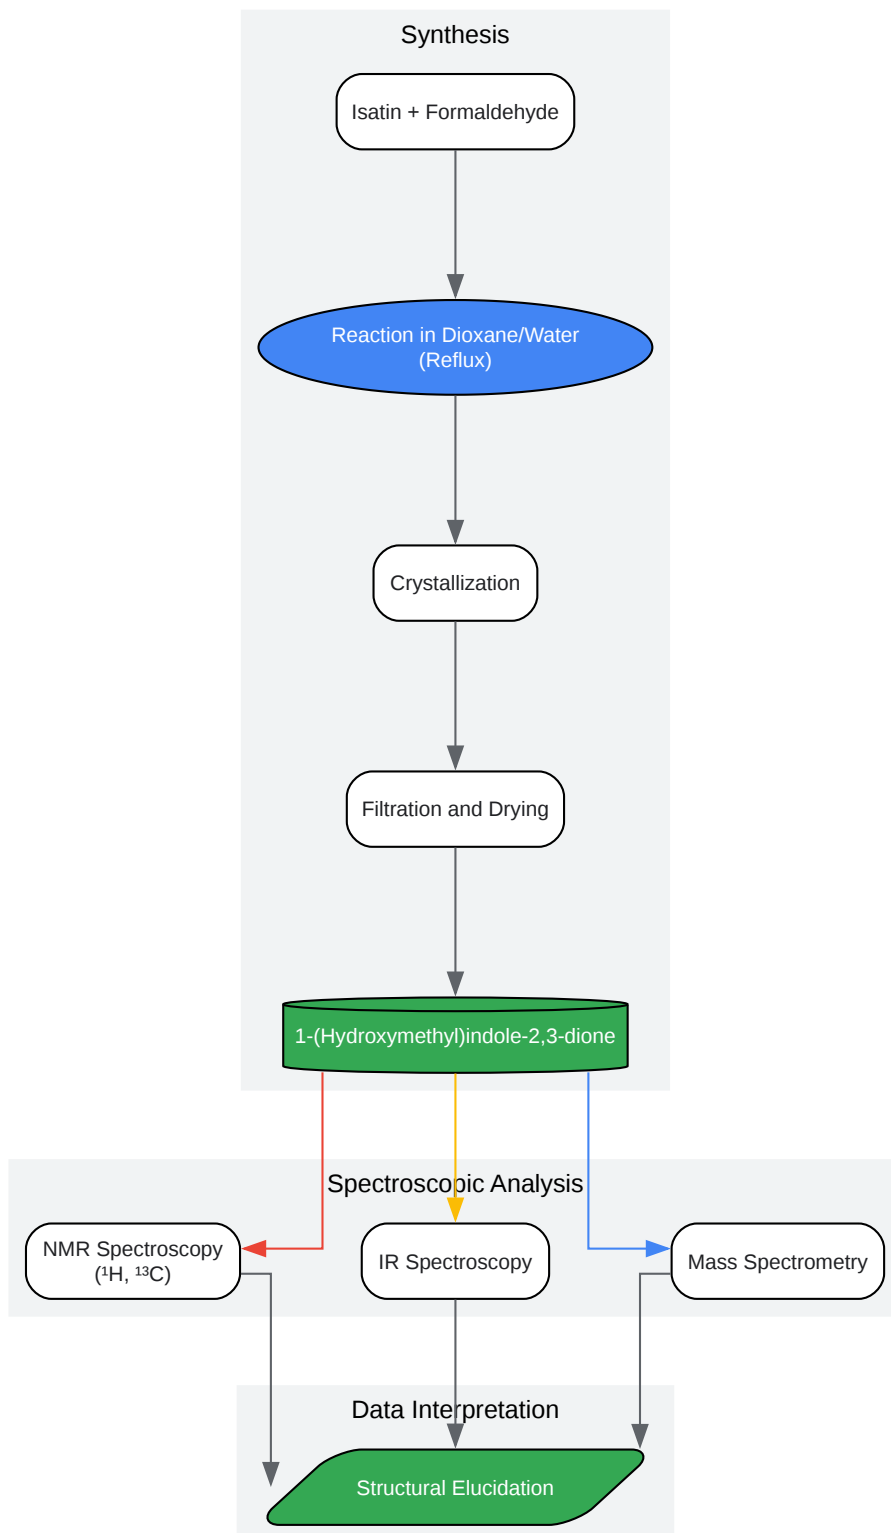 Synthesis
Isatin + Formaldehyde
Reaction in Dioxane/Water
(Reflux)
Crystallization
Filtration and Drying
1-(Hydroxymethyl)indole-2,3-dione
Spectroscopic Analysis
NMR Spectroscopy
(¹H, ¹³C)
IR Spectroscopy
Mass Spectrometry
Data Interpretation
Structural Elucidation